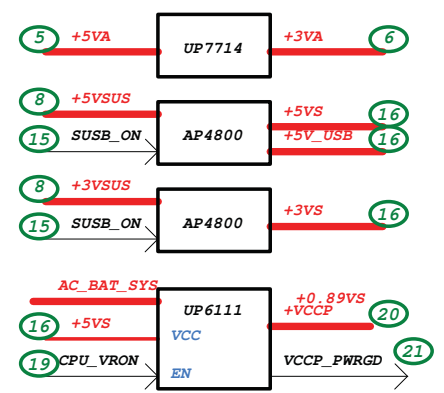 5 +5VA UP7714 +3VA 6
8 +5VSUS
+5VS 16
15 SUSB_ON AP4800 +5V_USB 16
8 +3VSUS
15 SUSB_ON AP4800 +3VS 16
AC_BAT_SYS
+0.89VS
UP6111 +VCCP 20
16 +5VS VCC
19 CPU_VRON EN VCCP_PWRGD 21